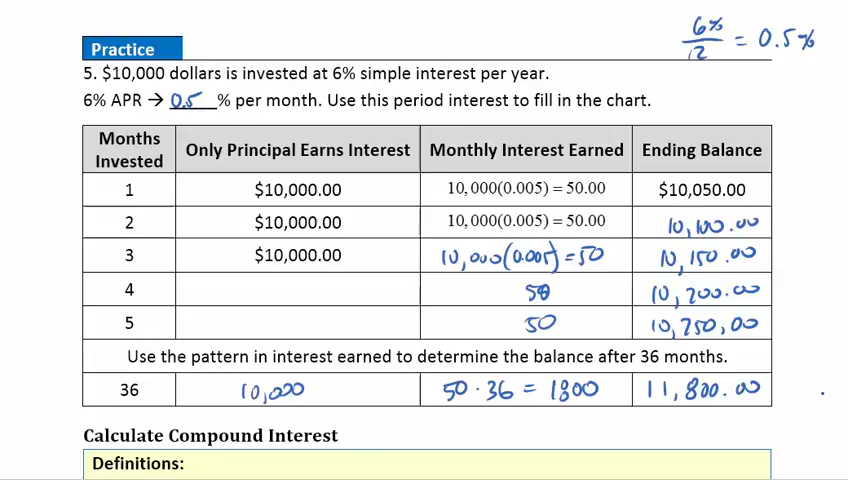 6%
12 = 0.5%
Practice
5. $10,000 dollars is invested at 6% simple interest per year.
6% APR → 0.5 % per month. Use this period interest to fill in the chart.
Months Invested | Only Principal Earns Interest | Monthly Interest Earned | Ending Balance
1 | $10,000.00 | 10,000(0.005) = 50.00 | $10,050.00
2 | $10,000.00 | 10,000(0.005) = 50.00 | 10,100.00
3 | $10,000.00 | 10,000(0.005) = 50 | 10,150.00
4 | 50 | 10,200.00
5 | 50 | 10,250.00
Use the pattern in interest earned to determine the balance after 36 months.
36 | 10,000 | 50 · 36 = 1800 | 11,800.00
Calculate Compound Interest
Definitions: